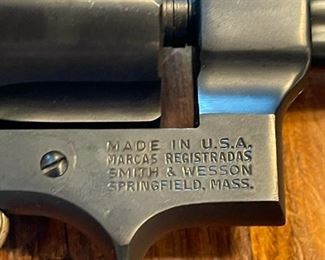 MADE IN U.S.A.
MARCAS REGISTRADAS
SMITH & WESSON
SPRINGFIELD, MASS.